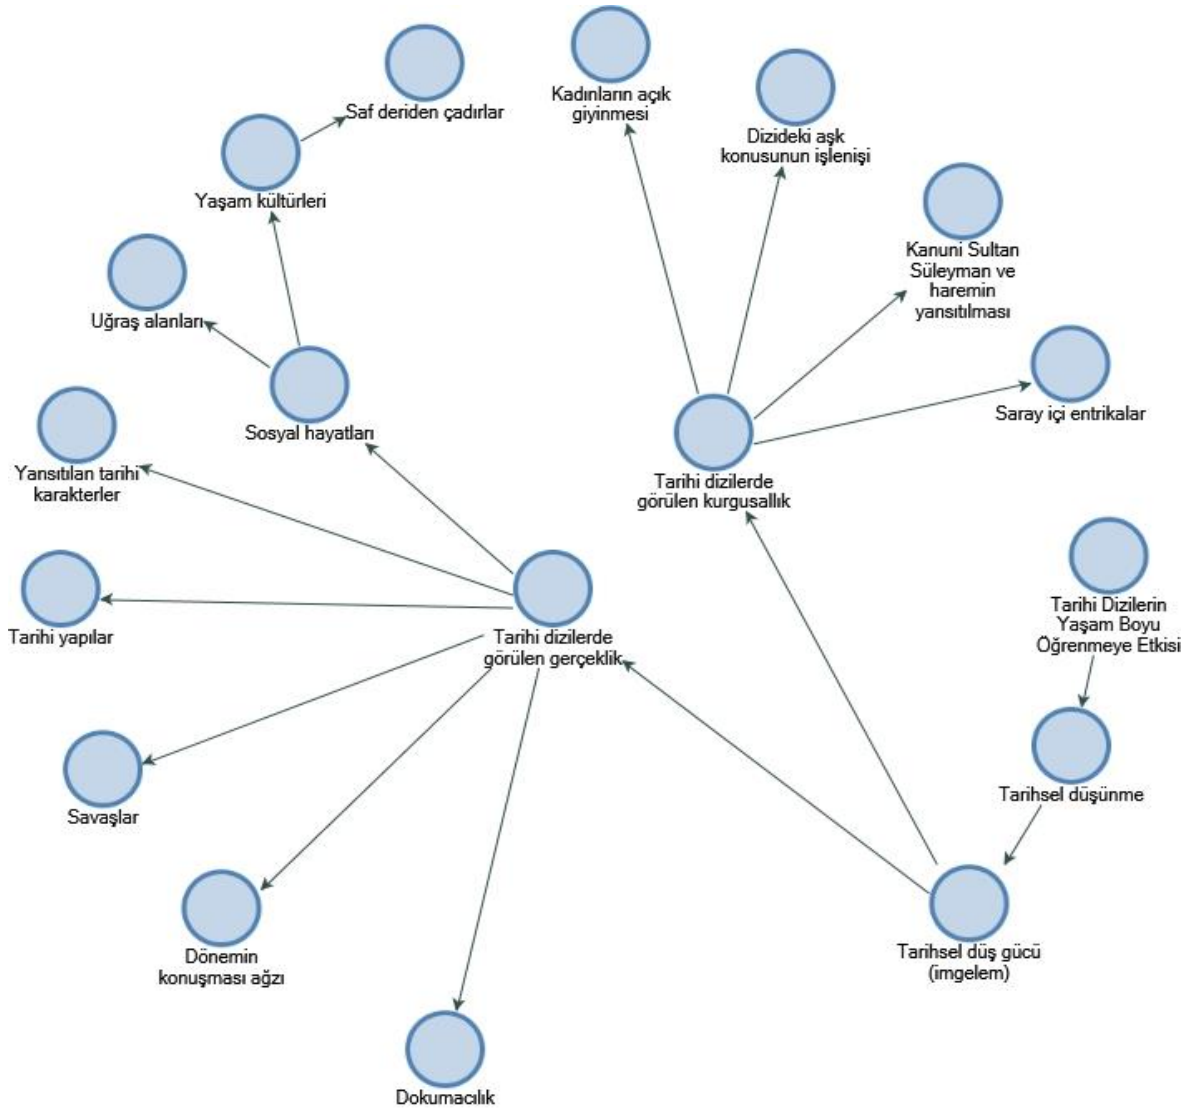 Kadınların açık
giyinmesi
Saf deriden çadırlar
Dizideki aşk
konusunun işlenişi
Yaşam kültürleri
Kanuni Sultan
Süleyman ve
haremin
yansıtılması
Uğraş alanları
Saray içi entrikalar
Sosyal hayatları
Yansıtılan tarihi
karakterler
Tarihi dizilerde
görülen kurgusallık
Tarihi Dizilerin
Yaşam Boyu
Öğrenmeye Etkisi
Tarihi yapılar
Tarihi dizilerde
görülen gerçeklik
Tarihsel düşünme
Savaşlar
Dönemin
konuşması ağzı
Tarihsel düş gücü
(imgelem)
Dokumacılık